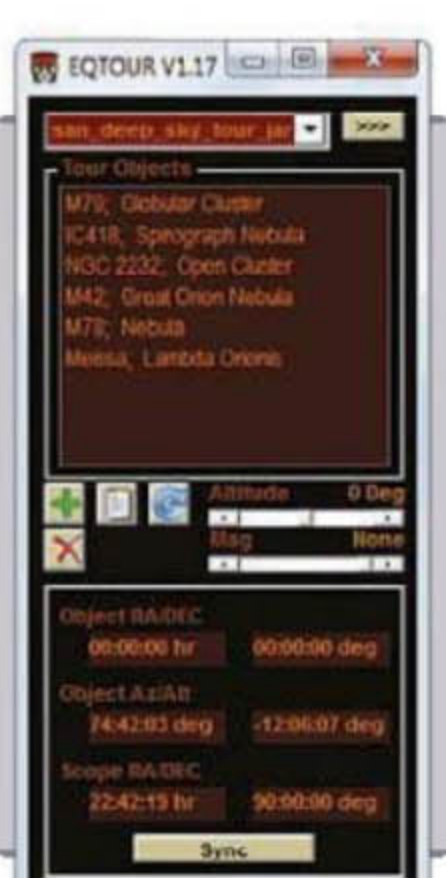 EQTOUR V1.17
san_deep_sky_tour_jan
>>>
Tour Objects
M79; Globular Cluster
IC418; Spirograph Nebula
NGC 2232; Open Cluster
M42; Great Orion Nebula
M78; Nebula
Meissa; Lambda Orionis
Altitude 0 Deg
Mag None
Object RA/DEC
00:00:00 hr 00:00:00 deg
Object Az/Alt
74:42:03 deg -12:06:07 deg
Scope RA/DEC
22:42:19 hr 90:00:00 deg
Sync